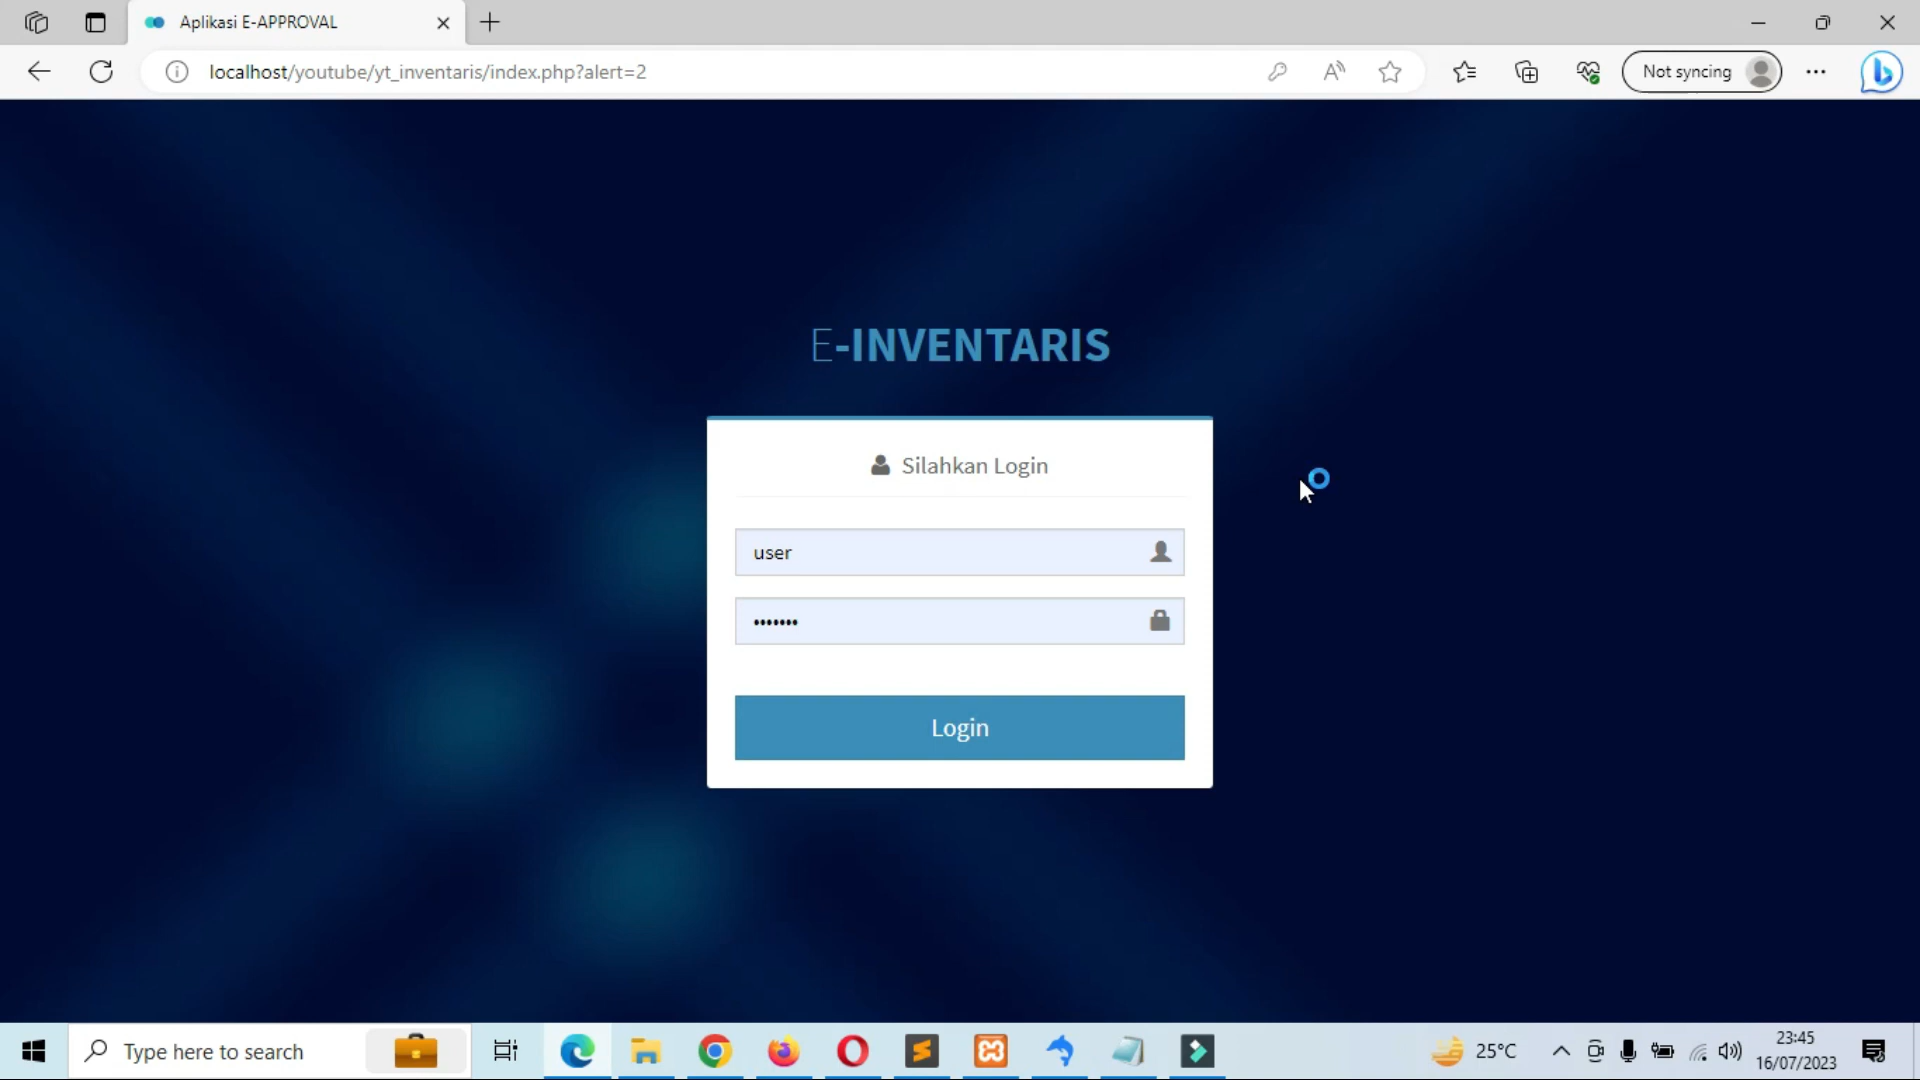 Aplikasi E-APPROVAL
localhost/youtube/yt_inventaris/index.php?alert=2
Not syncing
E-INVENTARIS
Silahkan Login
user
•••••••
Login
Type here to search
25°C
23:45
16/07/2023